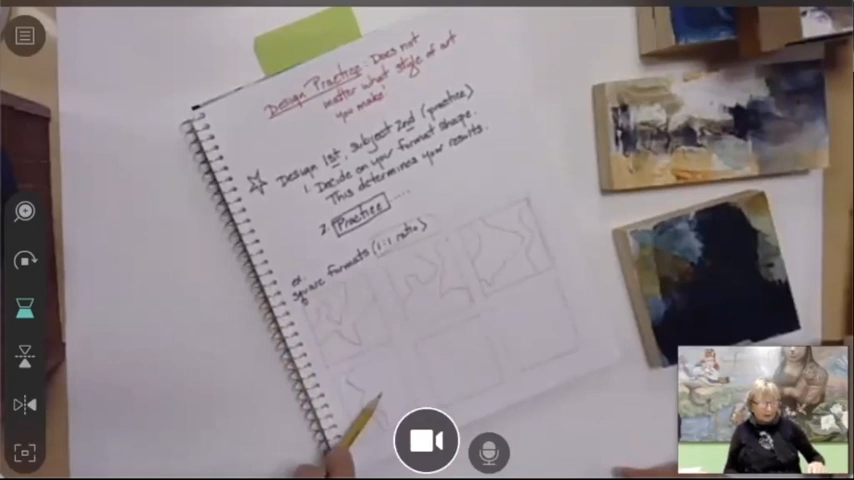 Design Practice: Does not
matter what style of art
you make!
Design 1st, subject 2nd (practice)
1. Decide on your format shape.
This determines your results.
2. Practice.....
ex:
square formats (1:1 ratio)